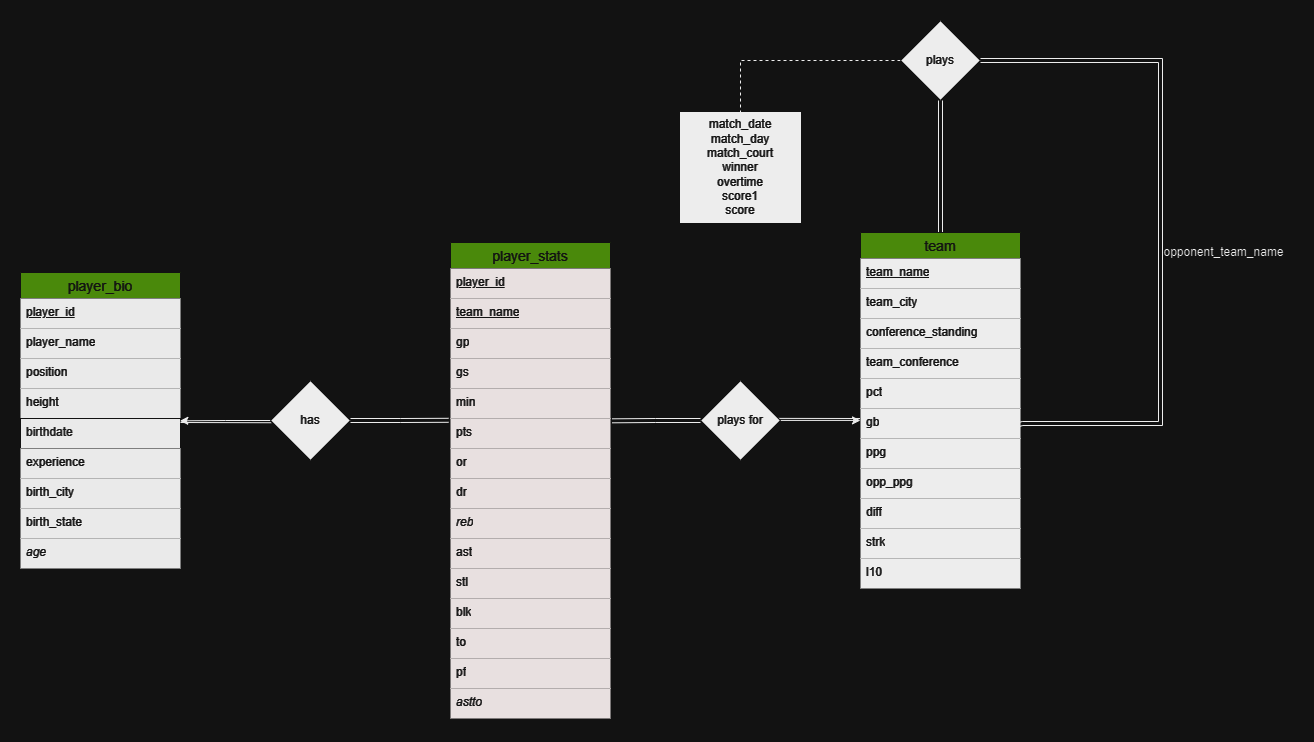 plays
match_date
match_day
match_court
winner
overtime
score1
score
opponent_team_name
player_bio
player_id
player_name
position
height
birthdate
experience
birth_city
birth_state
age
has
player_stats
player_id
team_name
gp
gs
min
pts
or
dr
reb
ast
stl
blk
to
pf
astto
plays for
team
team_name
team_city
conference_standing
team_conference
pct
gb
ppg
opp_ppg
diff
strk
l10